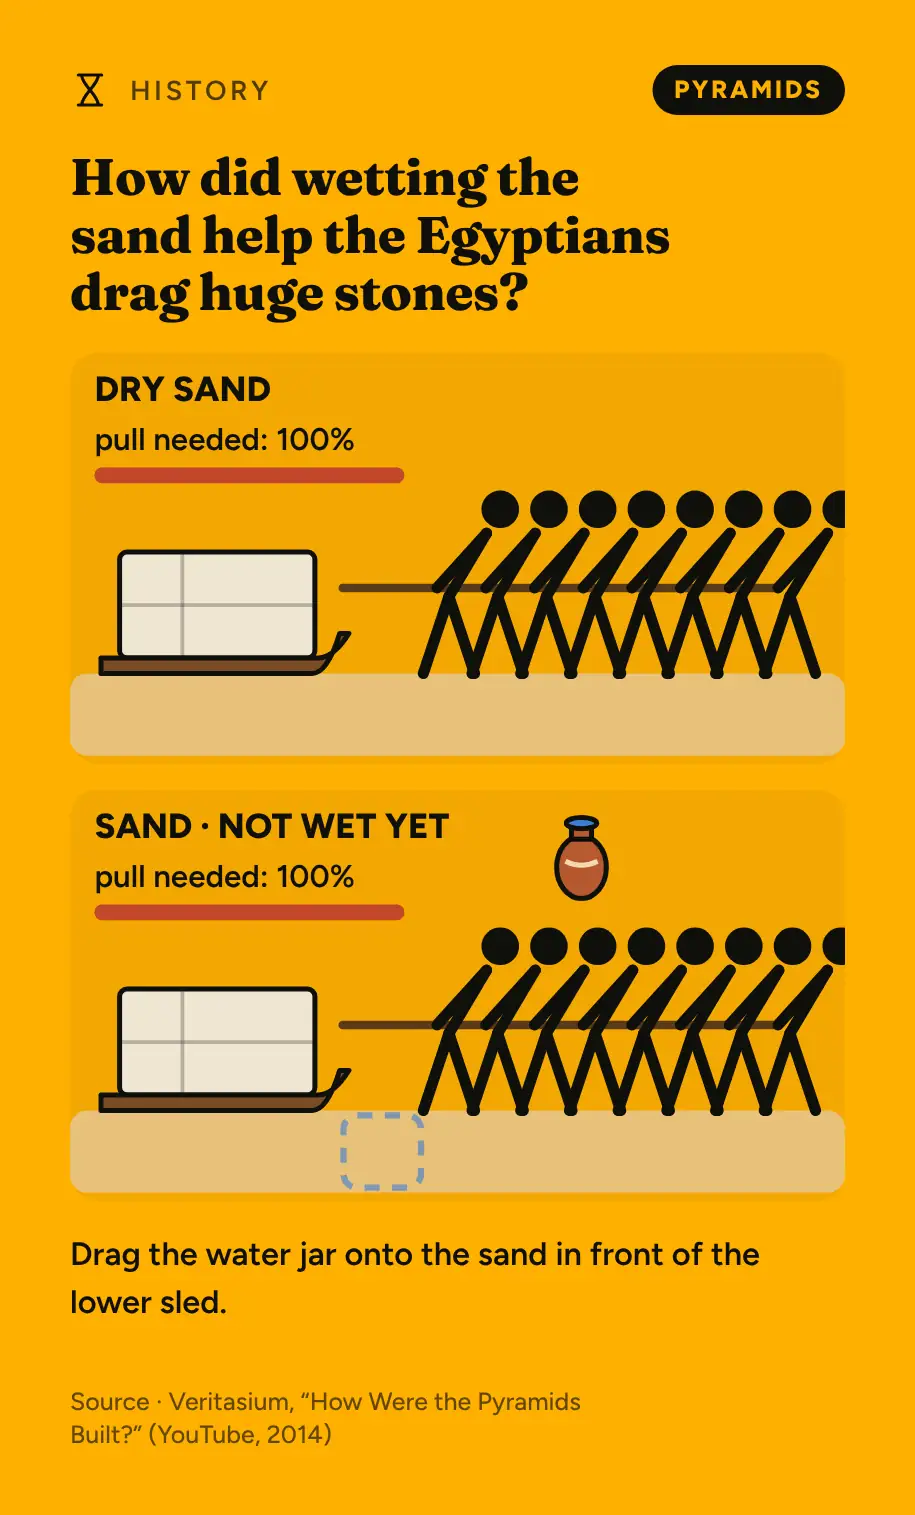 HISTORY
PYRAMIDS
How did wetting the
sand help the Egyptians
drag huge stones?
DRY SAND
pull needed: 100%
SAND · NOT WET YET
pull needed: 100%
Drag the water jar onto the sand in front of the
lower sled.
Source · Veritasium, “How Were the Pyramids
Built?” (YouTube, 2014)